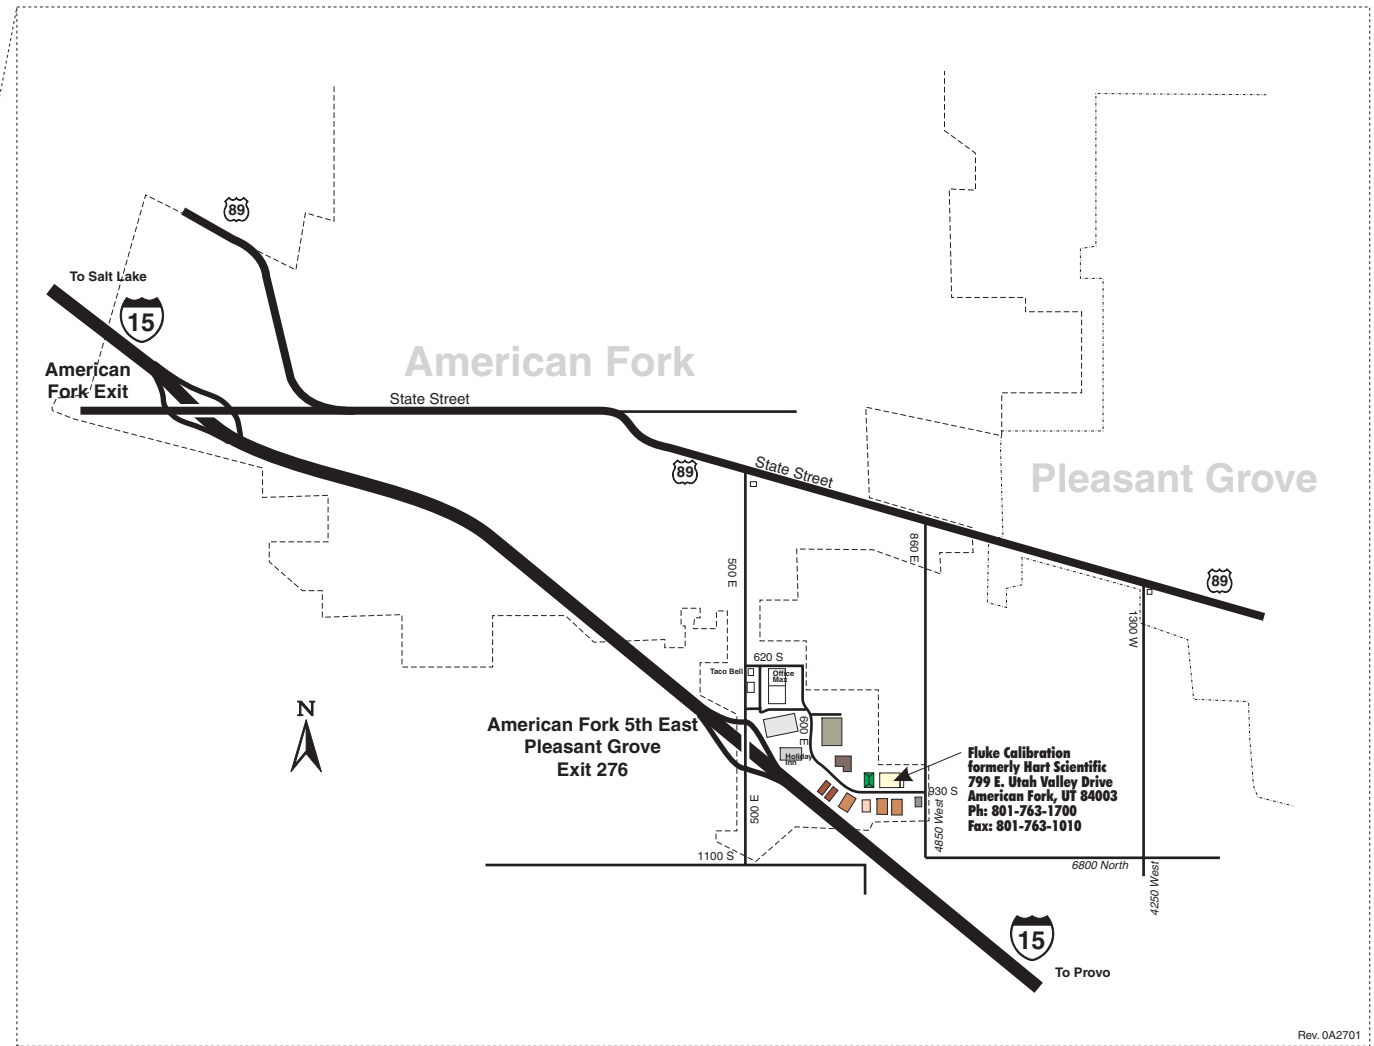 89
To Salt Lake
15
American
Fork Exit
American Fork
State Street
89
State Street
Pleasant Grove
500 E
860 E
89
1300 W
620 S
Taco Bell
Office
Max
600 E
Holiday
Inn
N
American Fork 5th East
Pleasant Grove
Exit 276
Fluke Calibration
formerly Hart Scientific
799 E. Utah Valley Drive
American Fork, UT 84003
Ph: 801-763-1700
Fax: 801-763-1010
930 S
500 E
4850 West
1100 S
6800 North
4250 West
15
To Provo
Rev. 0A2701